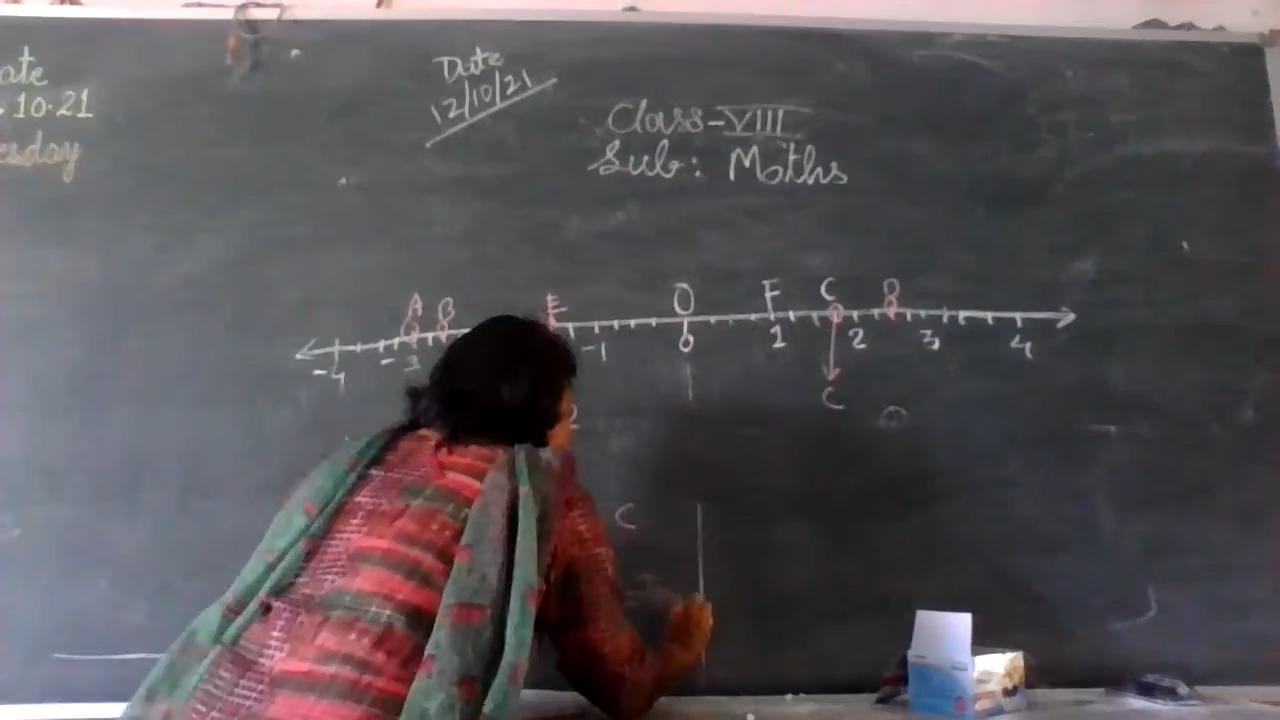 ate
10.21
esday
Date
12/10/21
Class-VIII
Sub: Maths
A B E O F C
-4 -3 -1 0 1 2 3 4
C
C